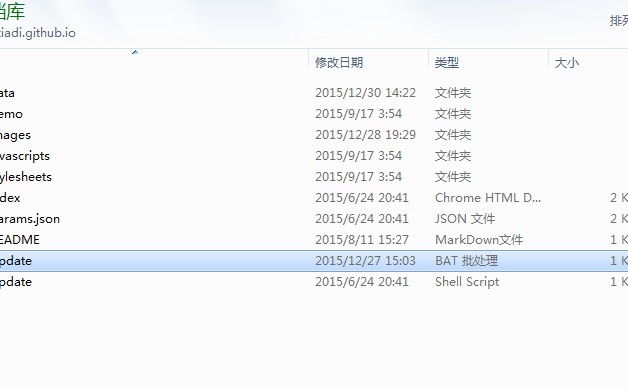 档库
iadi.github.io
排列
修改日期 类型 大小
ata 2015/12/30 14:22 文件夹
emo 2015/9/17 3:54 文件夹
nages 2015/12/28 19:29 文件夹
vascripts 2015/9/17 3:54 文件夹
ylesheets 2015/9/17 3:54 文件夹
dex 2015/6/24 20:41 Chrome HTML D... 2 K
arams.json 2015/6/24 20:41 JSON 文件 2 K
EADME 2015/8/11 15:27 MarkDown文件 1 K
pdate 2015/12/27 15:03 BAT 批处理 1 K
pdate 2015/6/24 20:41 Shell Script 1 K